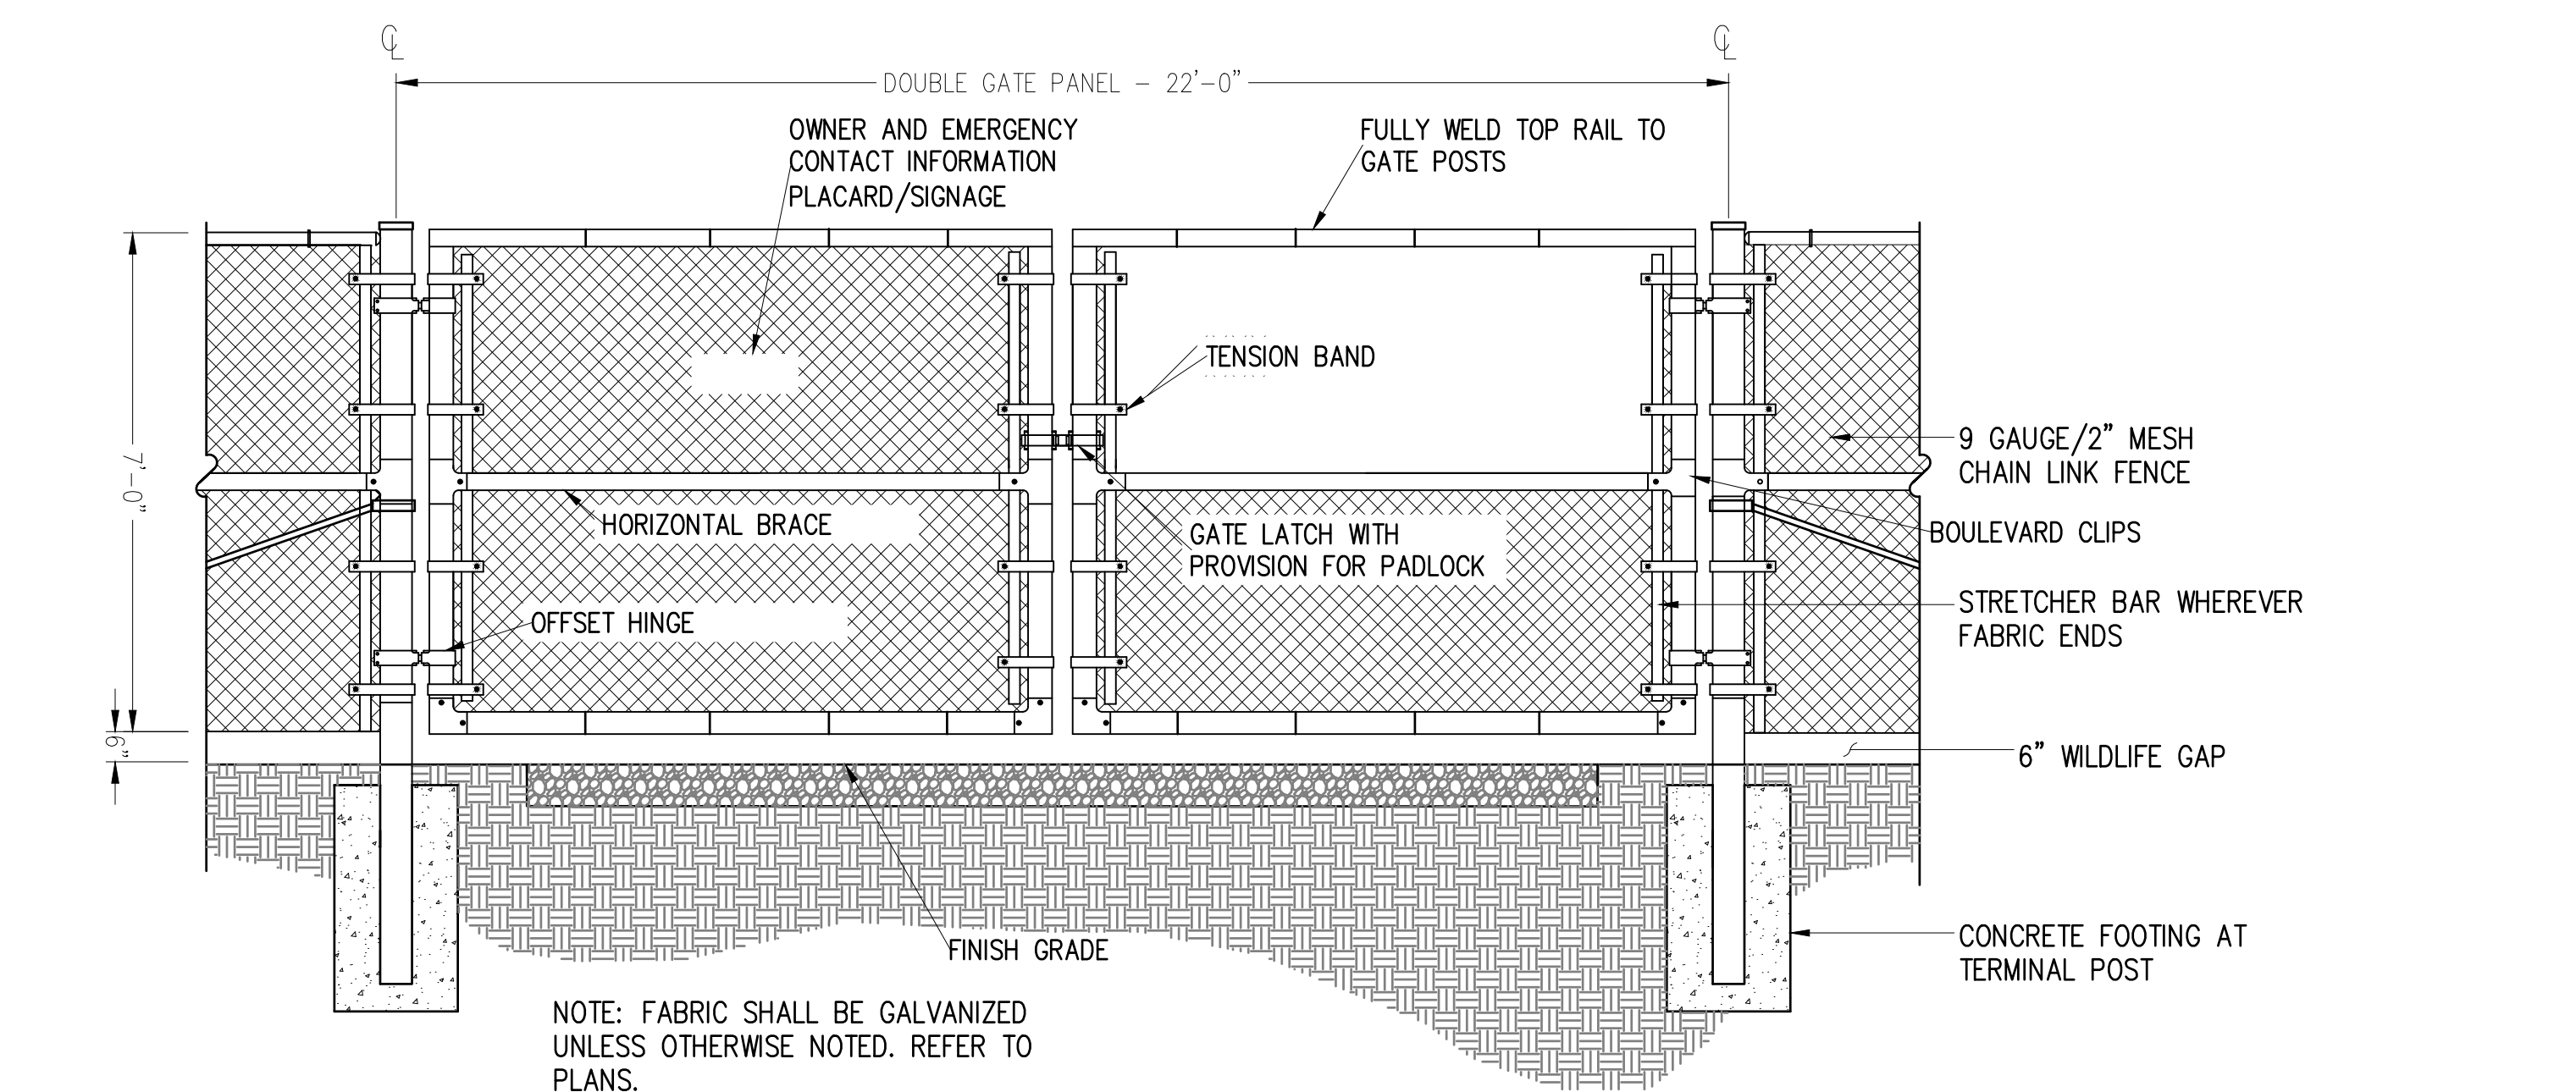 ℄ ℄
DOUBLE GATE PANEL - 22'-0"
OWNER AND EMERGENCY
CONTACT INFORMATION
PLACARD/SIGNAGE
FULLY WELD TOP RAIL TO
GATE POSTS
TENSION BAND
7'-0"
9 GAUGE/2" MESH
CHAIN LINK FENCE
HORIZONTAL BRACE
GATE LATCH WITH
PROVISION FOR PADLOCK
BOULEVARD CLIPS
OFFSET HINGE
STRETCHER BAR WHEREVER
FABRIC ENDS
6"
6" WILDLIFE GAP
FINISH GRADE
CONCRETE FOOTING AT
TERMINAL POST
NOTE: FABRIC SHALL BE GALVANIZED
UNLESS OTHERWISE NOTED. REFER TO
PLANS.